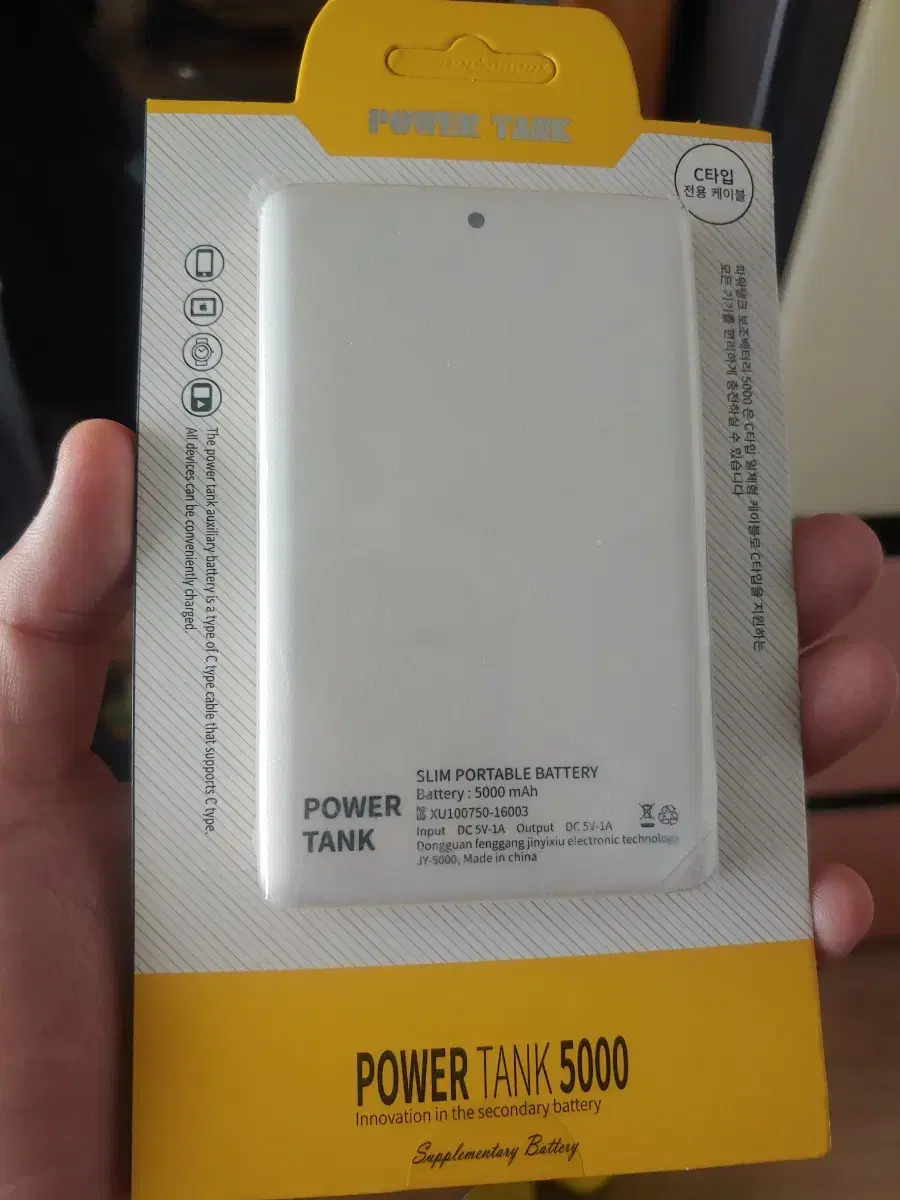 POWER TANK
C타입
전용 케이블
파워탱크 보조배터리 5000 은 C타입 일체형 케이블로 C타입을 지원하는
모든 기기를 편리하게 충전하실 수 있습니다
The power tank auxiliary battery is a type of C type cable that supports C type.
All devices can be conveniently charged.
POWER
TANK
SLIM PORTABLE BATTERY
Battery : 5000 mAh
XU100750-16003
Input DC 5V-1A Output DC 5V-1A
Dongguan fenggang jinyixiu electronic technology
JY-5000, Made in china
POWER TANK 5000
Innovation in the secondary battery
Supplementary Battery